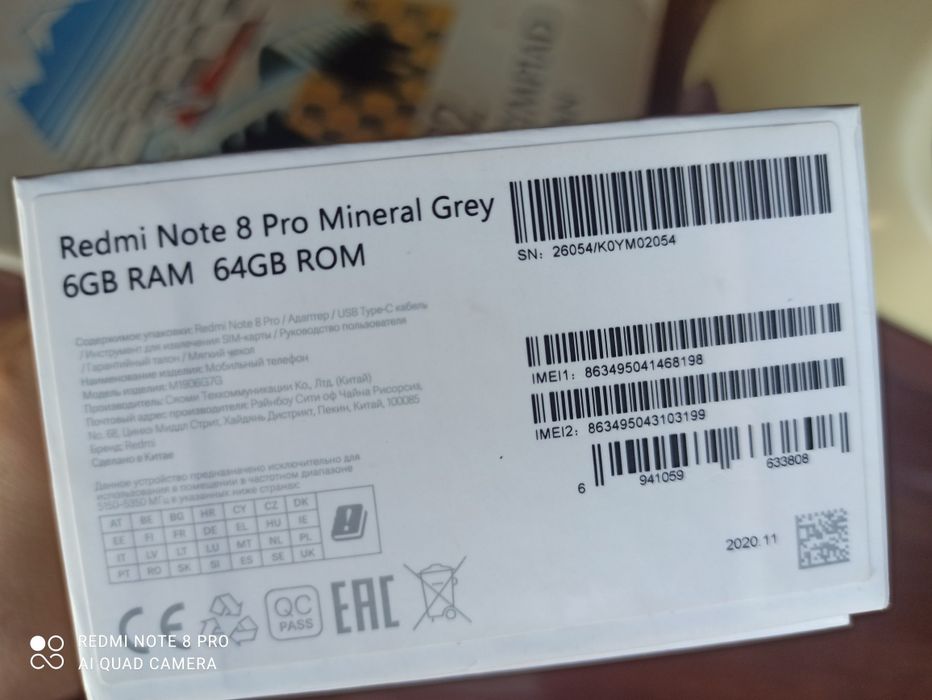 Redmi Note 8 Pro Mineral Grey
6GB RAM 64GB ROM
SN: 26054/K0YM02054
IMEI1: 863495041468198
IMEI2: 863495043103199
6 941059 633808
2020.11
Содержимое упаковки: Redmi Note 8 Pro / Адаптер / USB Type-C кабель
/ Инструмент для извлечения SIM-карты / Руководство пользователя
/ Гарантийный талон / Мягкий чехол
Наименование изделия: Мобильный телефон
Модель изделия: M1906G7G
Производитель: Сяоми Техкоммуникации Ко., Лтд. (Китай)
Почтовый адрес производителя: Рэйнбоу Сити оф Чайна Рисорсиз,
No. 68, Цинхэ Миддл Стрит, Хайдянь Дистрикт, Пекин, Китай, 100085
Бренд: Redmi
Сделано в Китае
Данное устройство предназначено исключительно для
использования в помещении в частотном диапазоне
5150-5350 МГц в указанных ниже странах:
AT BE BG HR CY CZ DK
EE FI FR DE EL HU IE
IT LV LT LU MT NL PL
PT RO SK SI ES SE UK
CE
QC
PASS
EAC
REDMI NOTE 8 PRO
AI QUAD CAMERA